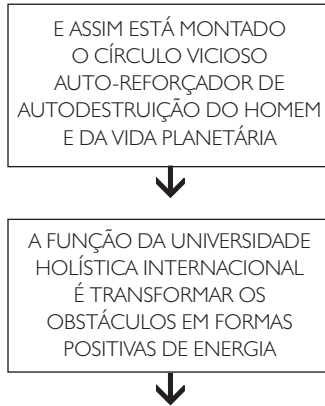 E ASSIM ESTÁ MONTADO
O CÍRCULO VICIOSO
AUTO-REFORÇADOR DE
AUTODESTRUIÇÃO DO HOMEM
E DA VIDA PLANETÁRIA
A FUNÇÃO DA UNIVERSIDADE
HOLÍSTICA INTERNACIONAL
É TRANSFORMAR OS
OBSTÁCULOS EM FORMAS
POSITIVAS DE ENERGIA